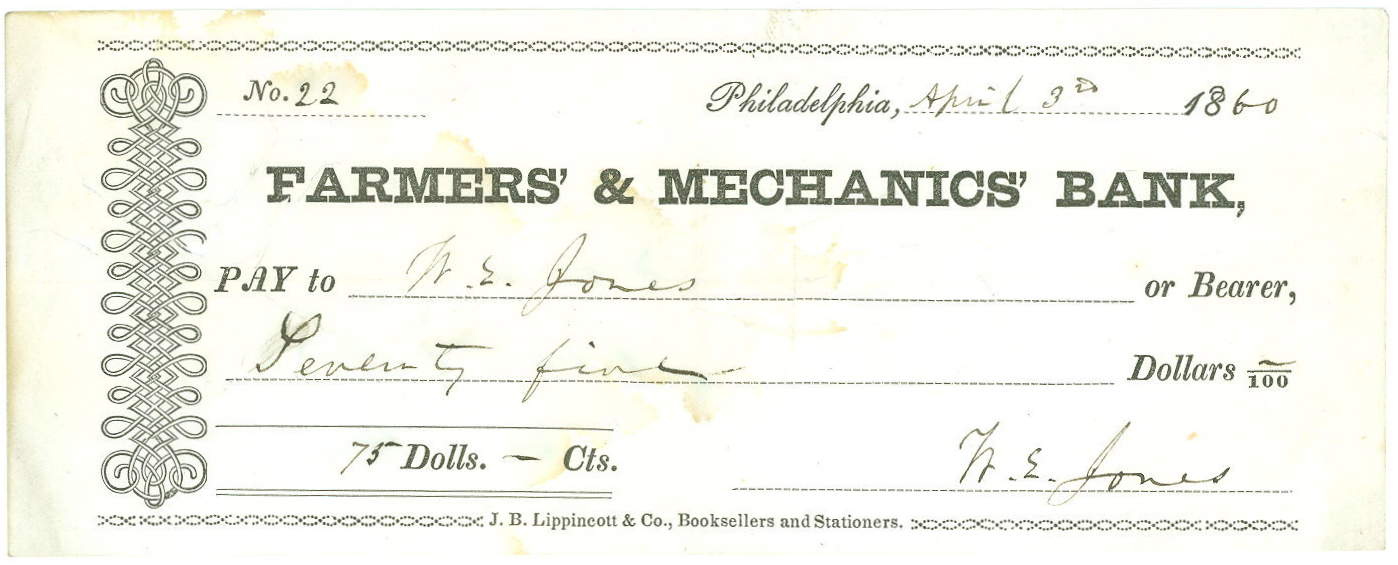 No. 22 Philadelphia, April 3rd 1860
FARMERS' & MECHANICS' BANK,
PAY to W. E. Jones or Bearer,
Seventy five Dollars ~/100
75 Dolls. — Cts.
W. E. Jones
J. B. Lippincott & Co., Booksellers and Stationers.